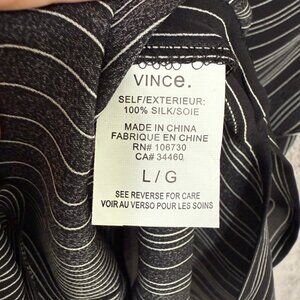 VINCe.
SELF/EXTERIEUR:
100% SILK/SOIE
MADE IN CHINA
FABRIQUE EN CHINE
RN# 106730
CA# 34460
L / G
SEE REVERSE FOR CARE
VOIR AU VERSO POUR LES SOINS